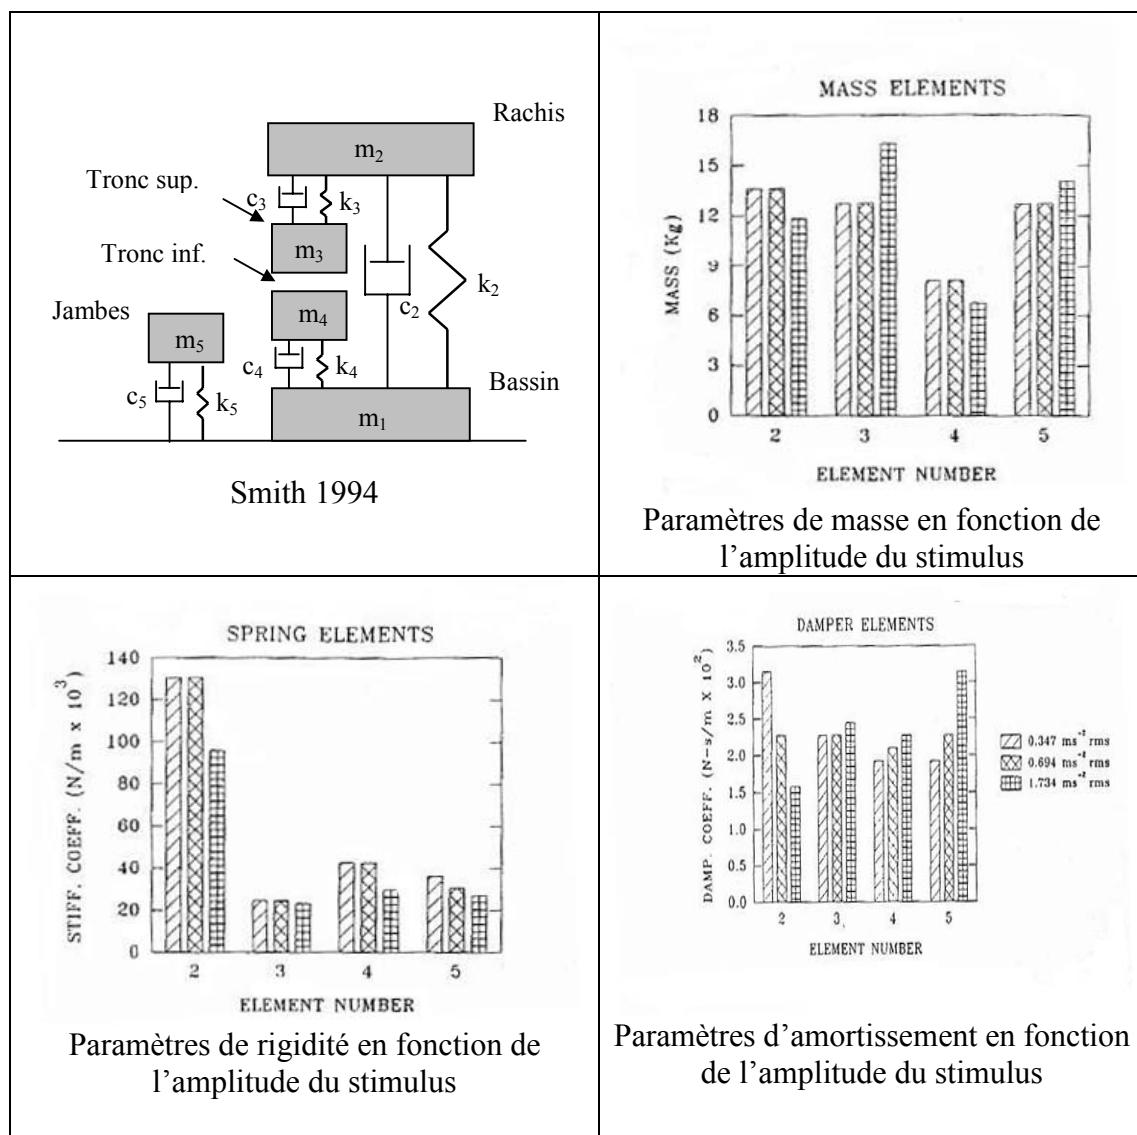 Rachis
m2
Tronc sup.
c3
k3
m3
Tronc inf.
k2
c2
Jambes
m4
m5
c4
k4
Bassin
c5
k5
m1
Smith 1994
MASS ELEMENTS
MASS (Kg)
18
15
12
9
6
3
0
2 3 4 5
ELEMENT NUMBER
Paramètres de masse en fonction de
l’amplitude du stimulus
SPRING ELEMENTS
STIFF. COEFF. (N/m x 10^3)
140
120
100
80
60
40
20
0
2 3 4 5
ELEMENT NUMBER
Paramètres de rigidité en fonction de
l’amplitude du stimulus
DAMPER ELEMENTS
DAMP. COEFF. (N-s/m X 10^2)
3.5
3.0
2.5
2.0
1.5
1.0
0.5
0.0
2 3 4 5
ELEMENT NUMBER
0.347 ms^-2 rms
0.694 ms^-2 rms
1.734 ms^-2 rms
Paramètres d’amortissement en fonction
de l’amplitude du stimulus